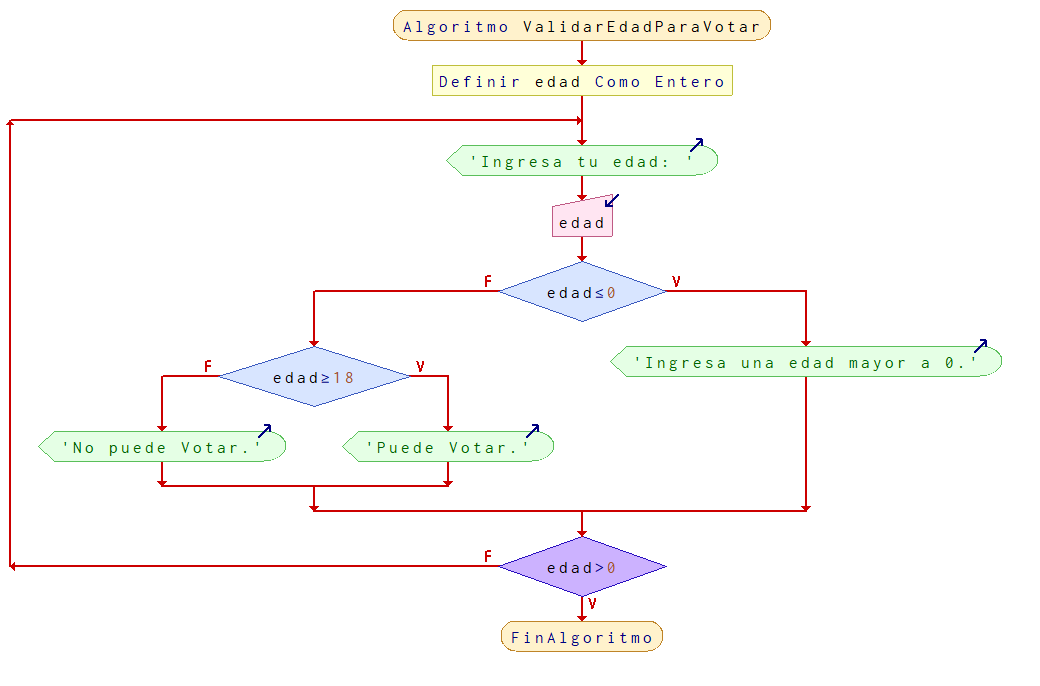 Algoritmo ValidarEdadParaVotar
Definir edad Como Entero
'Ingresa tu edad: '
edad
F
edad≤0
V
F
edad≥18
V
'Ingresa una edad mayor a 0.'
'No puede Votar.'
'Puede Votar.'
F
edad>0
V
FinAlgoritmo